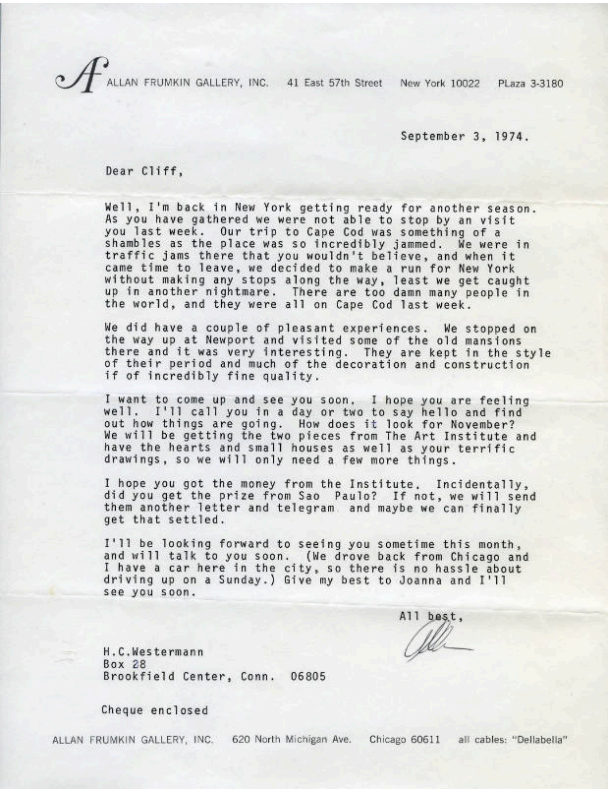 AF ALLAN FRUMKIN GALLERY, INC. 41 East 57th Street New York 10022 PLaza 3-3180
September 3, 1974.
Dear Cliff,
Well, I'm back in New York getting ready for another season.
As you have gathered we were not able to stop by an visit
you last week. Our trip to Cape Cod was something of a
shambles as the place was so incredibly jammed. We were in
traffic jams there that you wouldn't believe, and when it
came time to leave, we decided to make a run for New York
without making any stops along the way, least we get caught
up in another nightmare. There are too damn many people in
the world, and they were all on Cape Cod last week.
We did have a couple of pleasant experiences. We stopped on
the way up at Newport and visited some of the old mansions
there and it was very interesting. They are kept in the style
of their period and much of the decoration and construction
if of incredibly fine quality.
I want to come up and see you soon. I hope you are feeling
well. I'll call you in a day or two to say hello and find
out how things are going. How does it look for November?
We will be getting the two pieces from The Art Institute and
have the hearts and small houses as well as your terrific
drawings, so we will only need a few more things.
I hope you got the money from the Institute. Incidentally,
did you get the prize from Sao Paulo? If not, we will send
them another letter and telegram and maybe we can finally
get that settled.
I'll be looking forward to seeing you sometime this month,
and will talk to you soon. (We drove back from Chicago and
I have a car here in the city, so there is no hassle about
driving up on a Sunday.) Give my best to Joanna and I'll
see you soon.
All best,
H.C.Westermann
Box 28
Brookfield Center, Conn. 06805
Cheque enclosed
ALLAN FRUMKIN GALLERY, INC. 620 North Michigan Ave. Chicago 60611 all cables: "Dellabella"